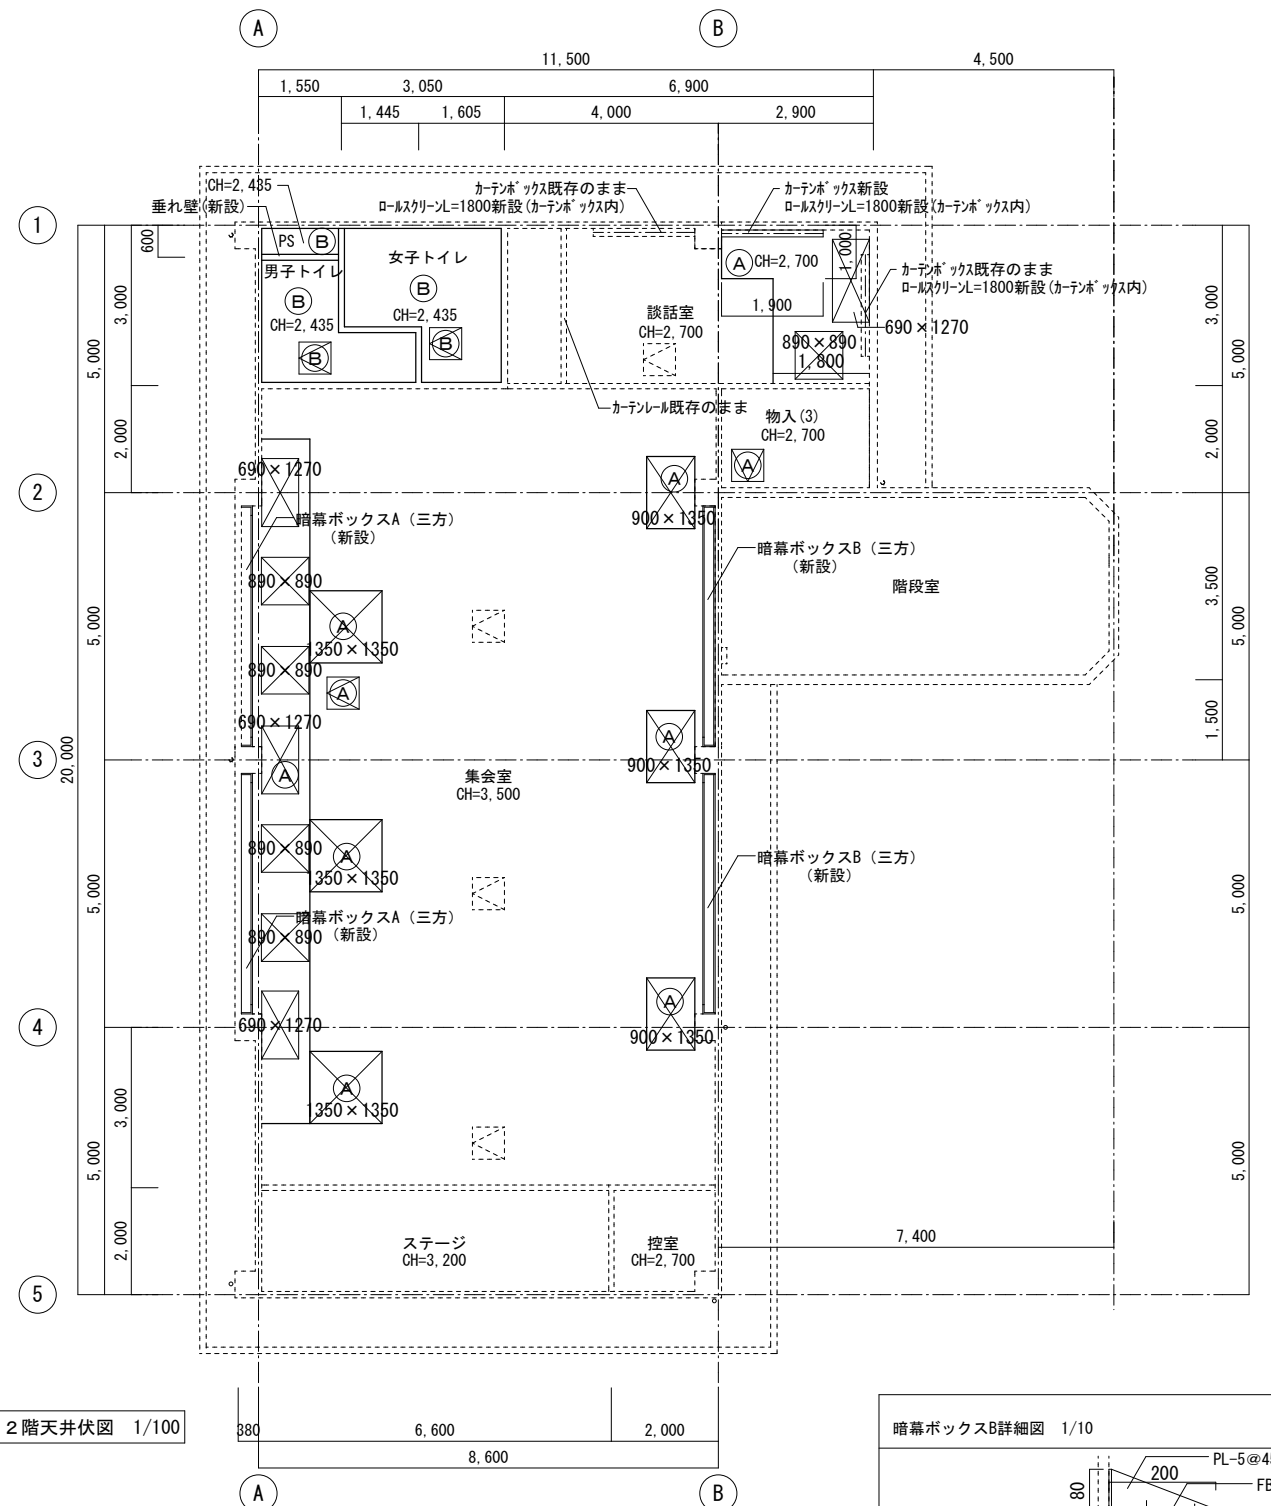 A
B
11,500
4,500
1,550
3,050
6,900
1,445
1,605
4,000
2,900
CH=2,435
垂れ壁(新設)
カーテンボックス既存のまま
ロールスクリーンL=1800新設(カーテンボックス内)
カーテンボックス新設
ロールスクリーンL=1800新設(カーテンボックス内)
1
600
PS
B
男子トイレ
B
CH=2,435
女子トイレ
B
CH=2,435
B
B
談話室
CH=2,700
A
CH=2,700
1,000
カーテンボックス既存のまま
ロールスクリーンL=1800新設(カーテンボックス内)
1,900
690×1270
890×890
1,800
3,000
5,000
2,000
3,000
5,000
2,000
カーテンレール既存のまま
物入(3)
CH=2,700
A
2
690×1270
A
900×1350
暗幕ボックスA（三方）
（新設）
暗幕ボックスB（三方）
（新設）
階段室
890×890
A
1350×1350
890×890
A
690×1270
5,000
3,500
5,000
1,500
3
20,000
A
A
900×1350
集会室
CH=3,500
890×890
A
1350×1350
暗幕ボックスB（三方）
（新設）
暗幕ボックスA（三方）
（新設）
890×890
5,000
5,000
4
690×1270
A
900×1350
A
1350×1350
3,000
5,000
2,000
5,000
ステージ
CH=3,200
控室
CH=2,700
7,400
5
２階天井伏図　1/100
380
6,600
2,000
8,600
A
B
暗幕ボックスB詳細図　1/10
200
80